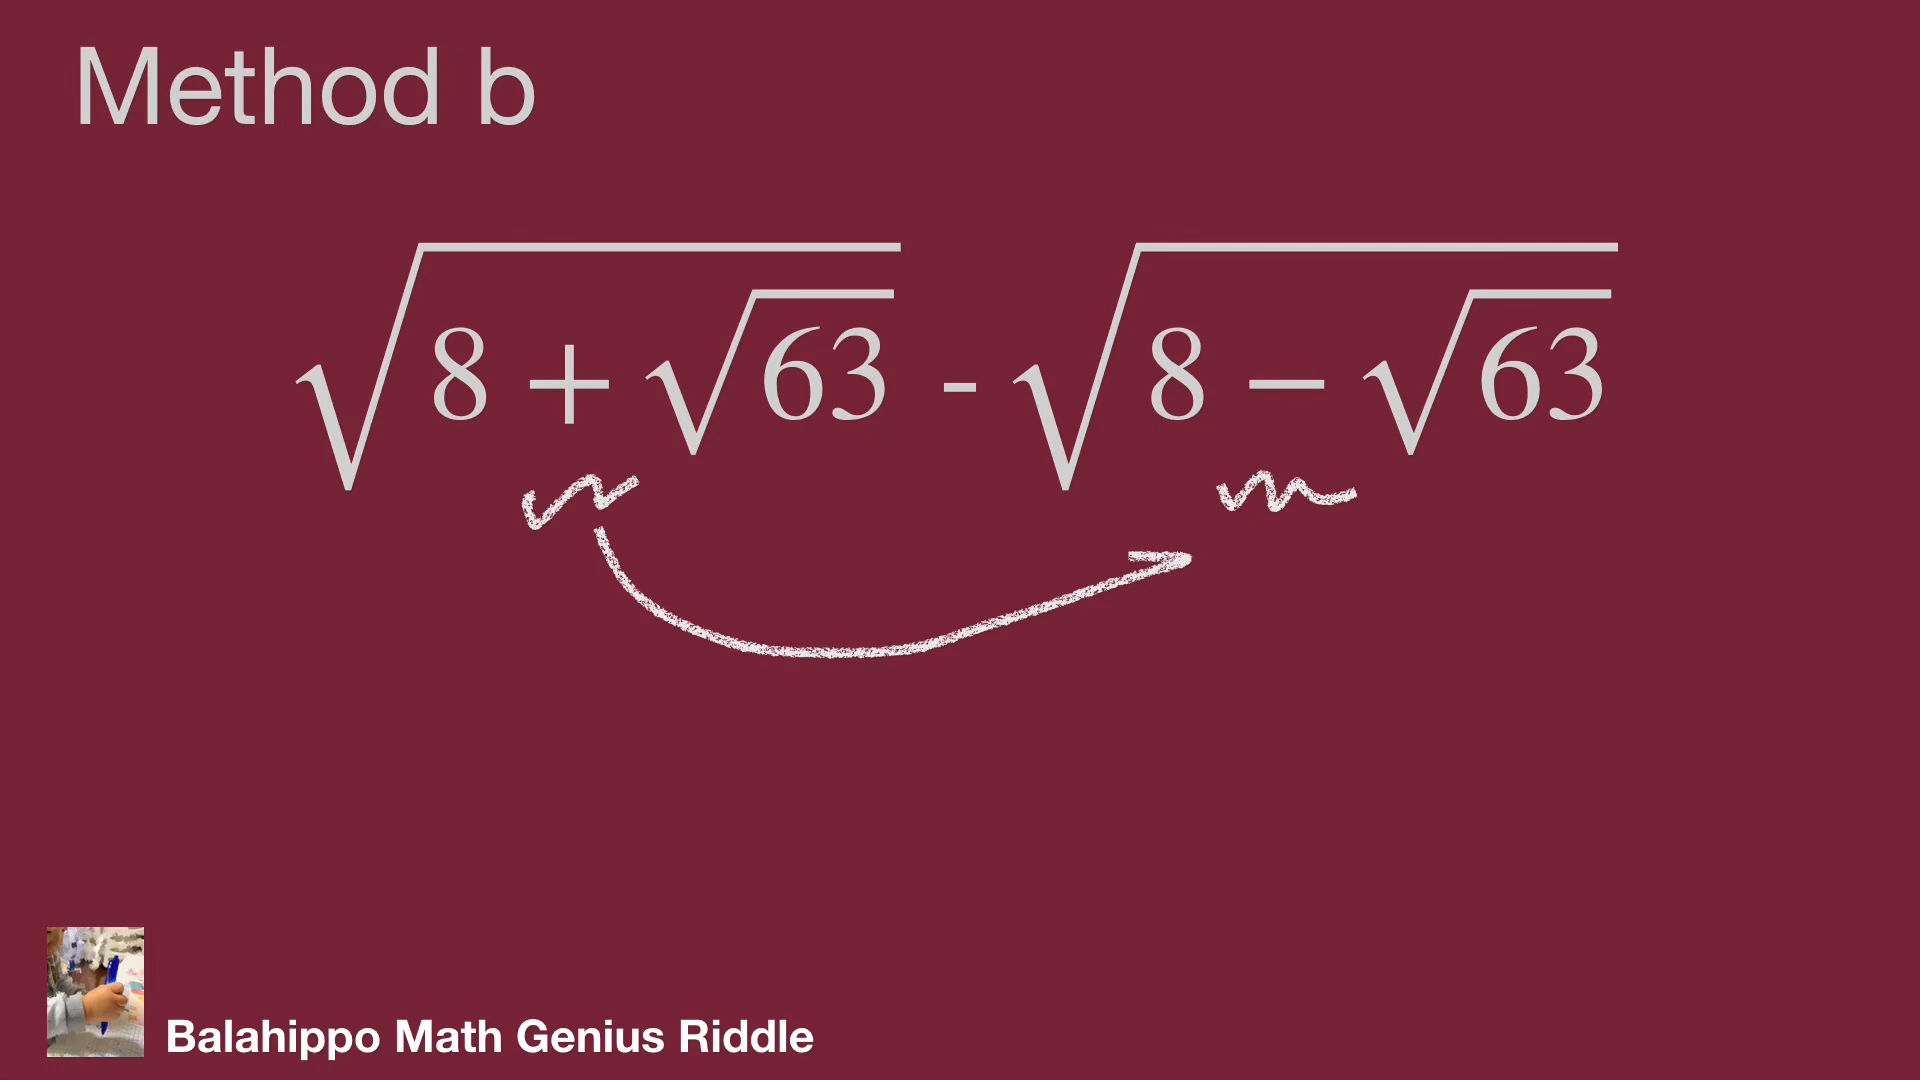 Method b
√(8 + √63) - √(8 − √63)
Balahippo Math Genius Riddle